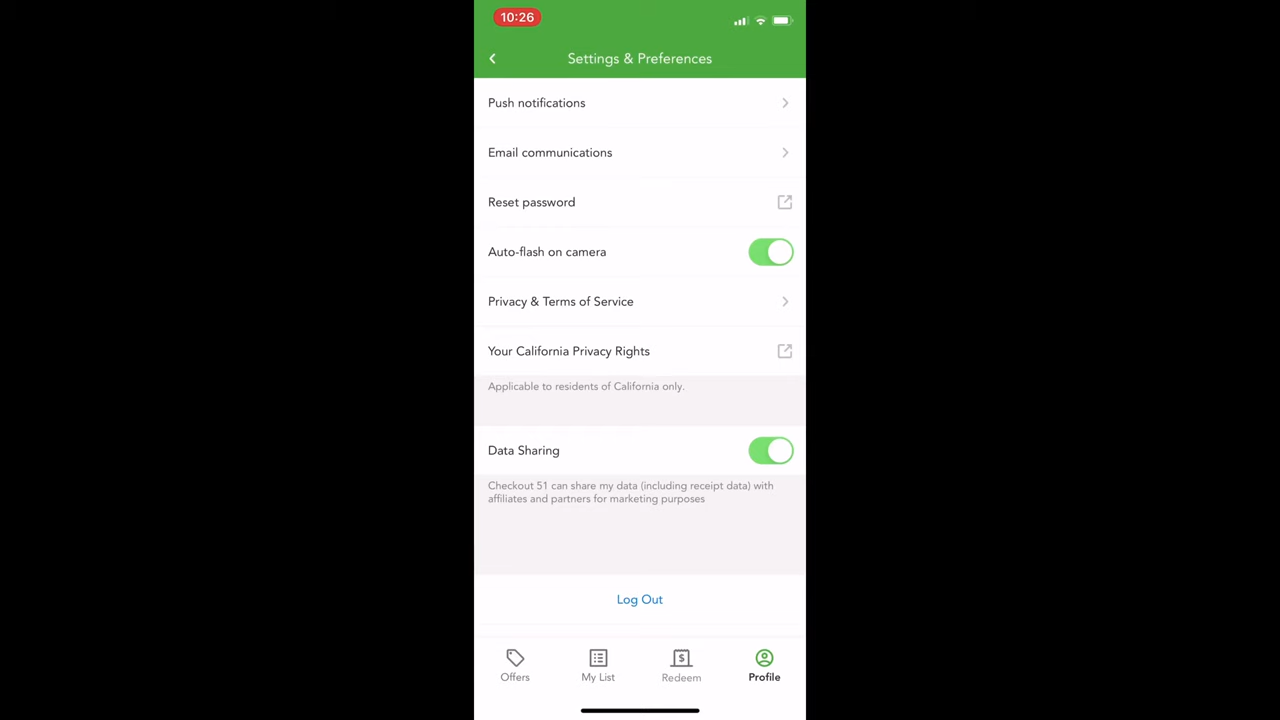 10:26
Settings & Preferences
Push notifications
Email communications
Reset password
Auto-flash on camera
Privacy & Terms of Service
Your California Privacy Rights
Applicable to residents of California only.
Data Sharing
Checkout 51 can share my data (including receipt data) with
affiliates and partners for marketing purposes
Log Out
Offers
My List
$
Redeem
Profile